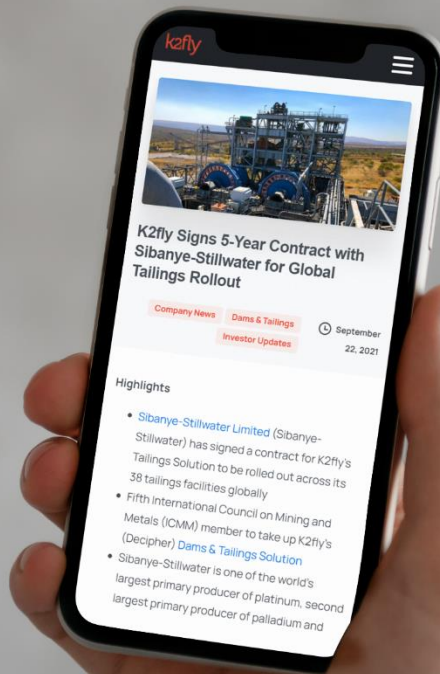 k2fly
K2fly Signs 5-Year Contract with
Sibanye-Stillwater for Global
Tailings Rollout
Company News
Dams & Tailings
Investor Updates
September
22, 2021
Highlights
• Sibanye-Stillwater Limited (Sibanye-
Stillwater) has signed a contract for K2fly's
Tailings Solution to be rolled out across its
38 tailings facilities globally
• Fifth International Council on Mining and
Metals (ICMM) member to take up K2fly's
(Decipher) Dams & Tailings Solution
• Sibanye-Stillwater is one of the world's
largest primary producer of platinum, second
largest primary producer of palladium and